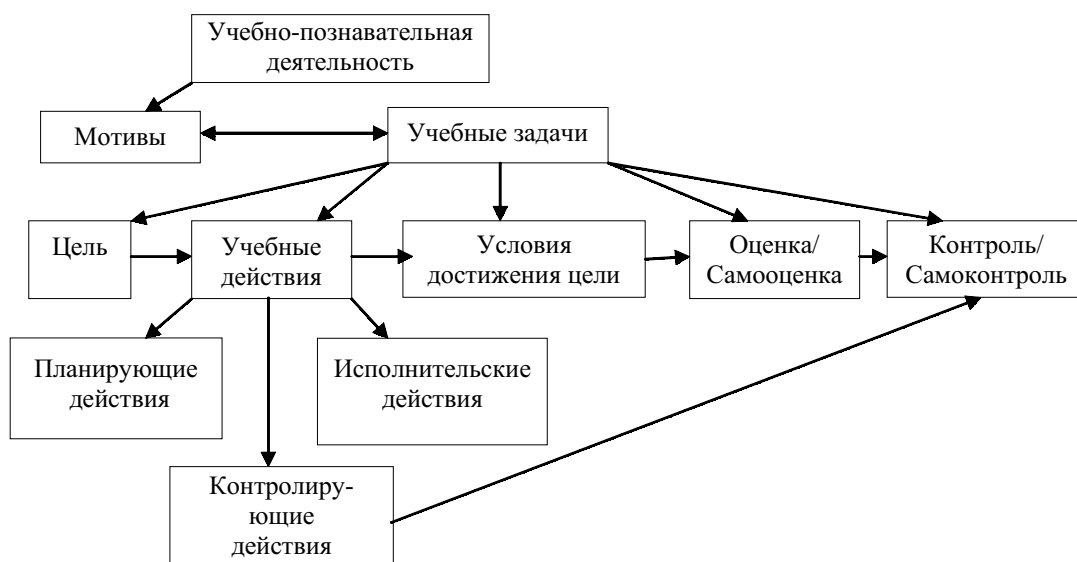 Учебно-познавательная
деятельность
Мотивы
Учебные задачи
Цель
Учебные
действия
Условия
достижения цели
Оценка/
Самооценка
Контроль/
Самоконтроль
Планирующие
действия
Исполнительские
действия
Контролиру-
ющие
действия